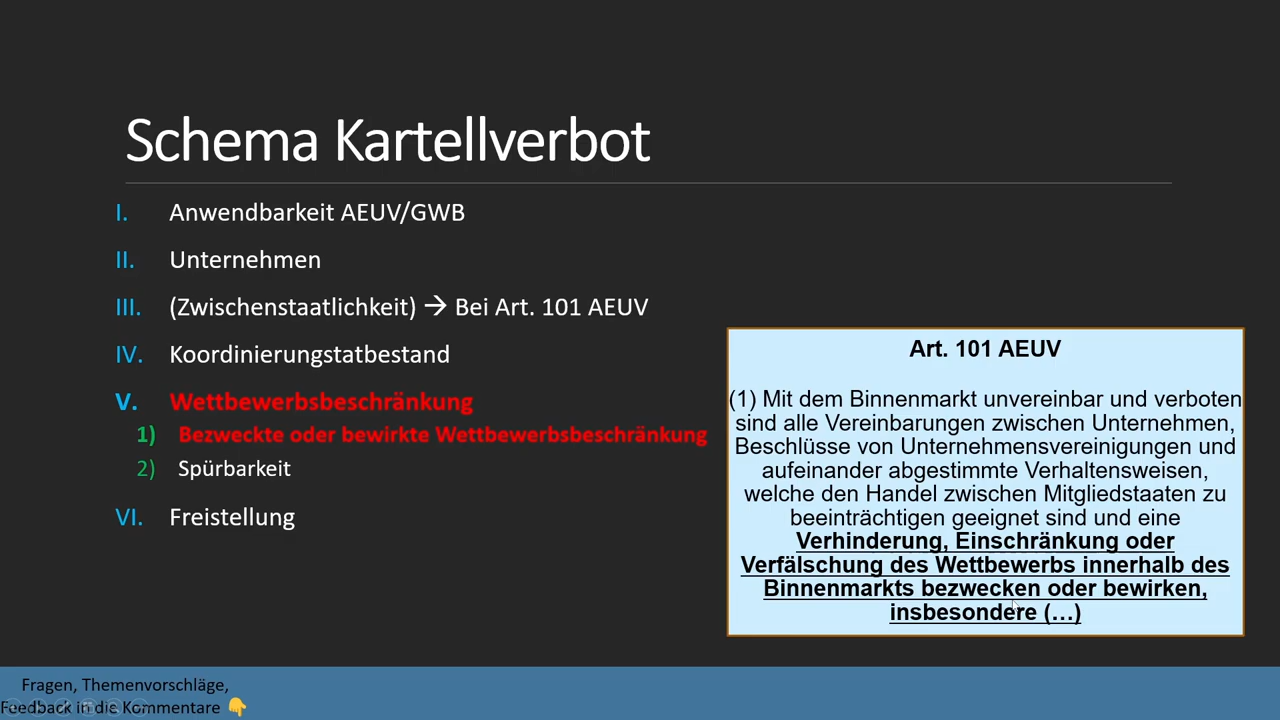 Schema Kartellverbot
I. Anwendbarkeit AEUV/GWB
II. Unternehmen
III. (Zwischenstaatlichkeit) → Bei Art. 101 AEUV
IV. Koordinierungstatbestand
V. Wettbewerbsbeschränkung
1) Bezweckte oder bewirkte Wettbewerbsbeschränkung
2) Spürbarkeit
VI. Freistellung
Art. 101 AEUV
(1) Mit dem Binnenmarkt unvereinbar und verboten
sind alle Vereinbarungen zwischen Unternehmen,
Beschlüsse von Unternehmensvereinigungen und
aufeinander abgestimmte Verhaltensweisen,
welche den Handel zwischen Mitgliedstaaten zu
beeinträchtigen geeignet sind und eine
Verhinderung, Einschränkung oder
Verfälschung des Wettbewerbs innerhalb des
Binnenmarkts bezwecken oder bewirken,
insbesondere (…)
Fragen, Themenvorschläge,
Feedback in die Kommentare 👇